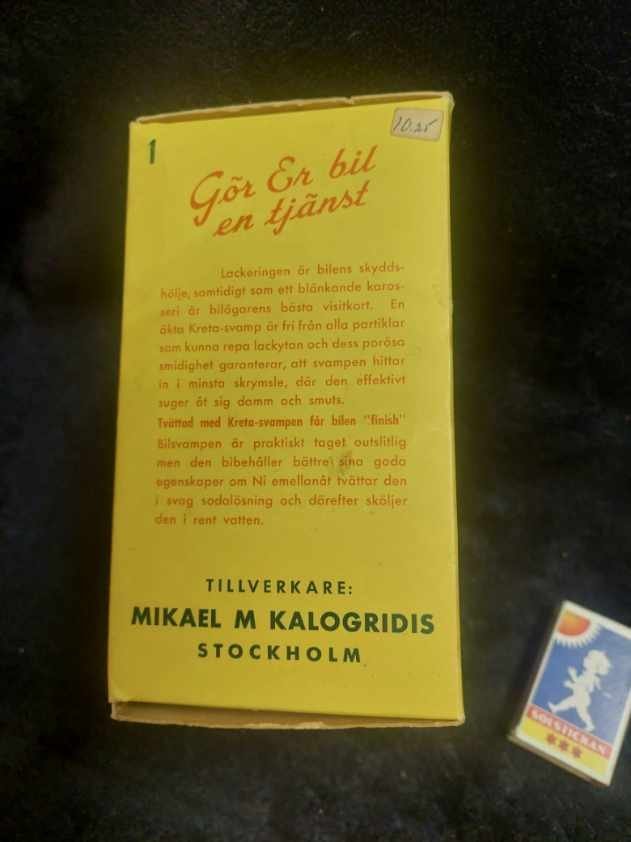 1
10.25
Gör Er bil
en tjänst
Lackeringen är bilens skydds-
hölje, samtidigt som ett blänkande karos-
seri är bilägarens bästa visitkort. En
äkta Kreta-svamp är fri från alla partiklar
som kunna repa lackytan och dess porösa
smidighet garanterar, att svampen hittar
in i minsta skrymsle, där den effektivt
suger åt sig damm och smuts.
Tvättad med Kreta-svampen får bilen "finish"
Bilsvampen är praktiskt taget outslitlig
men den bibehåller bättre sina goda
egenskaper om Ni emellanåt tvättar den
i svag sodalösning och därefter sköljer
den i rent vatten.
TILLVERKARE:
MIKAEL M KALOGRIDIS
STOCKHOLM
SOLSTICKAN